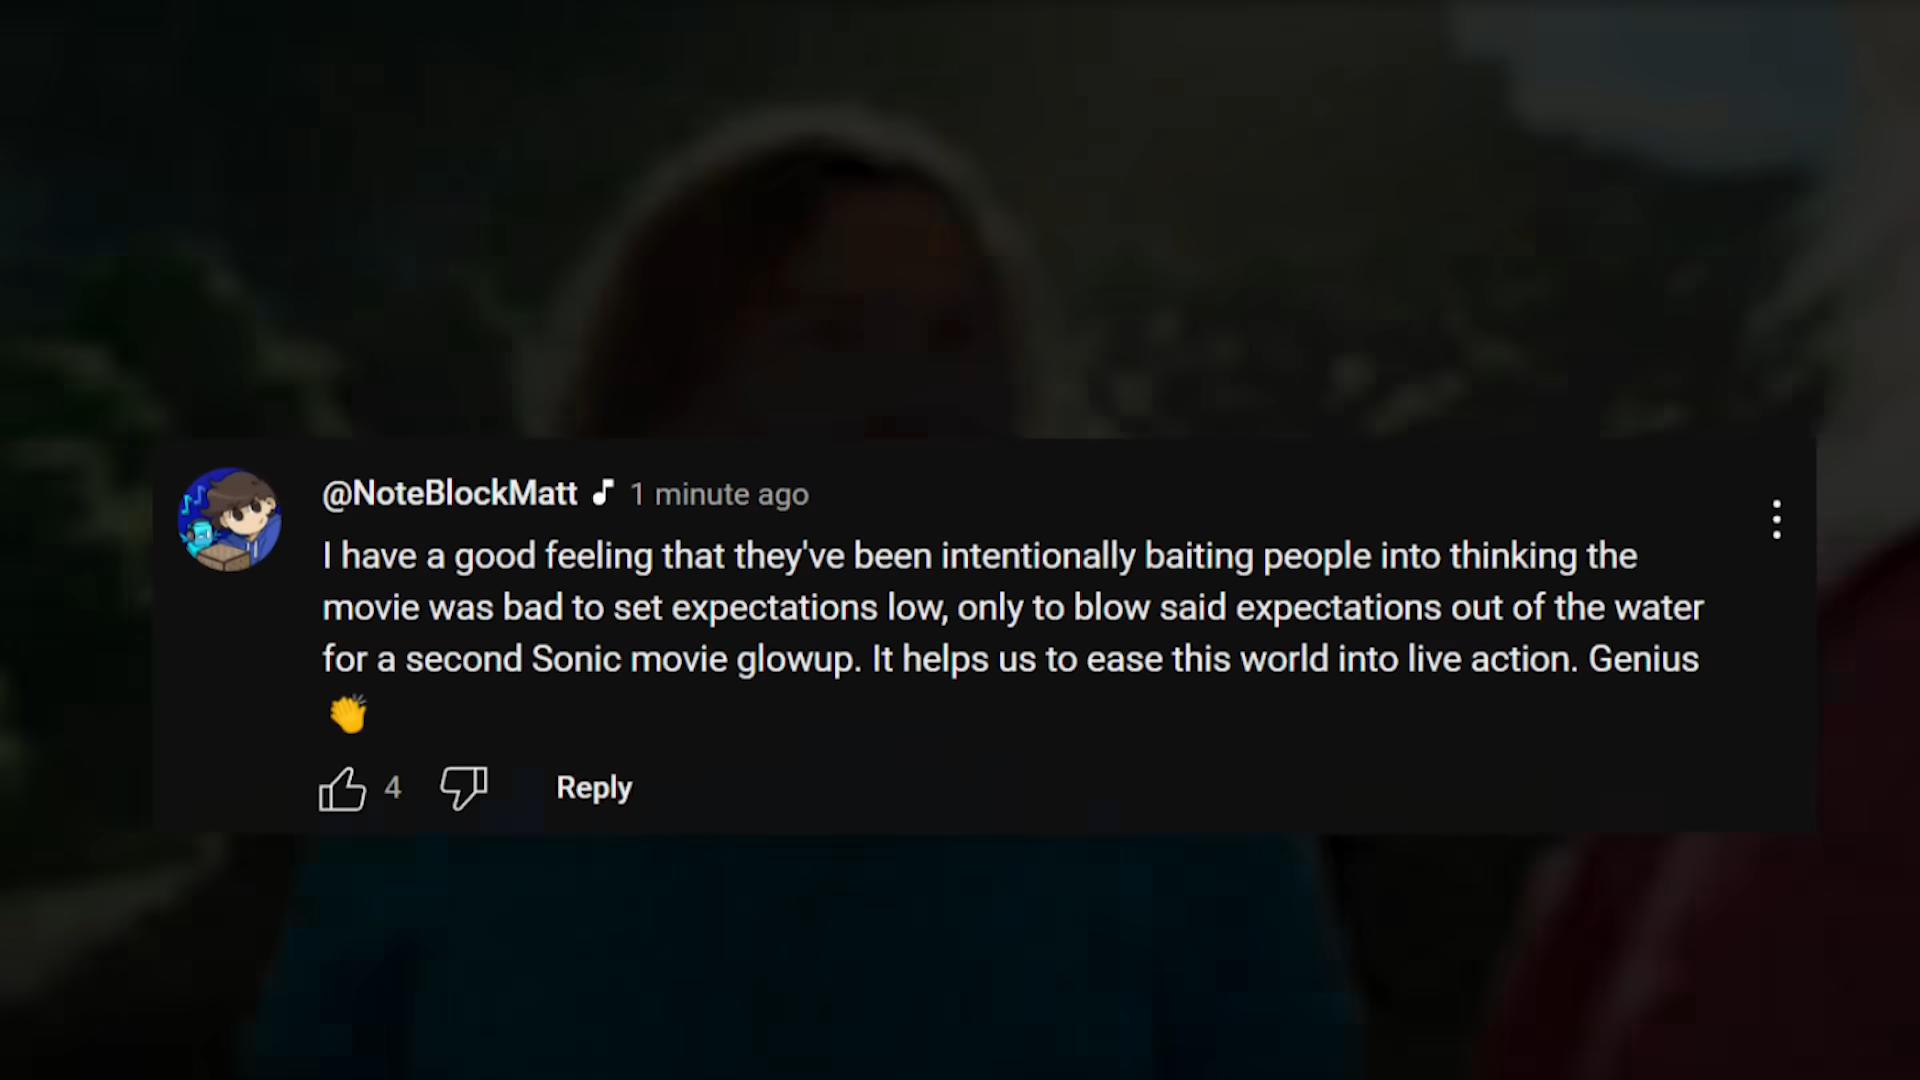 @NoteBlockMatt 1 minute ago
I have a good feeling that they've been intentionally baiting people into thinking the
movie was bad to set expectations low, only to blow said expectations out of the water
for a second Sonic movie glowup. It helps us to ease this world into live action. Genius
👏
4 Reply